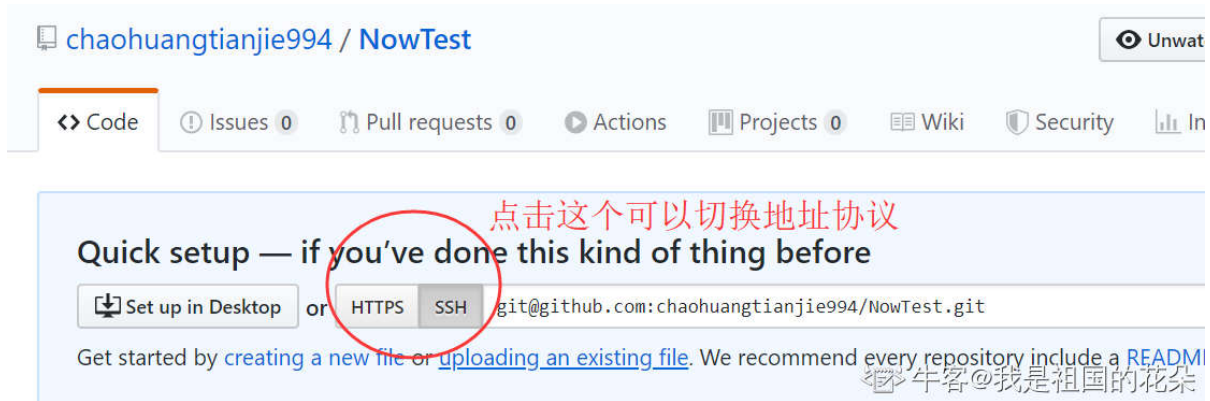 chaohuangtianjie994 / NowTest
Unwat
Code Issues 0 Pull requests 0 Actions Projects 0 Wiki Security In
点击这个可以切换地址协议
Quick setup — if you've done this kind of thing before
Set up in Desktop or HTTPS SSH git@github.com:chaohuangtianjie994/NowTest.git
Get started by creating a new file or uploading an existing file. We recommend every repository include a README
牛客@我是祖国的花朵